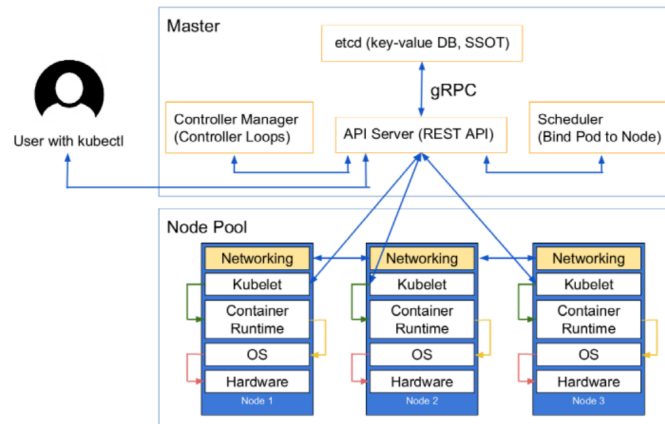 Master
etcd (key-value DB, SSOT)
gRPC
User with kubectl
Controller Manager
(Controller Loops)
API Server (REST API)
Scheduler
(Bind Pod to Node)
Node Pool
Networking
Kubelet
Container
Runtime
OS
Hardware
Node 1
Networking
Kubelet
Container
Runtime
OS
Hardware
Node 2
Networking
Kubelet
Container
Runtime
OS
Hardware
Node 3